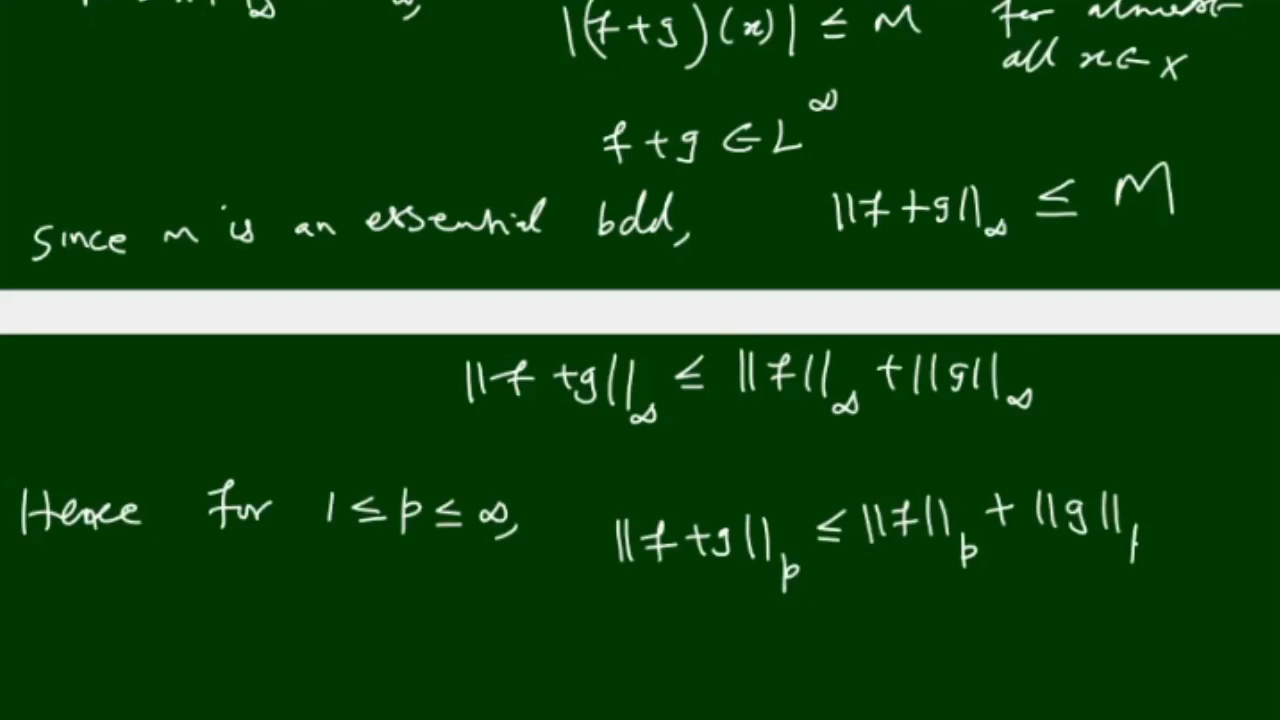 |(f+g)(x)| ≤ M for almost
all x∈X
f+g ∈ L^∞
Since M is an essential bdd, ||f+g||_∞ ≤ M
||f+g||_∞ ≤ ||f||_∞ + ||g||_∞
Hence for 1≤p≤∞, ||f+g||_p ≤ ||f||_p + ||g||